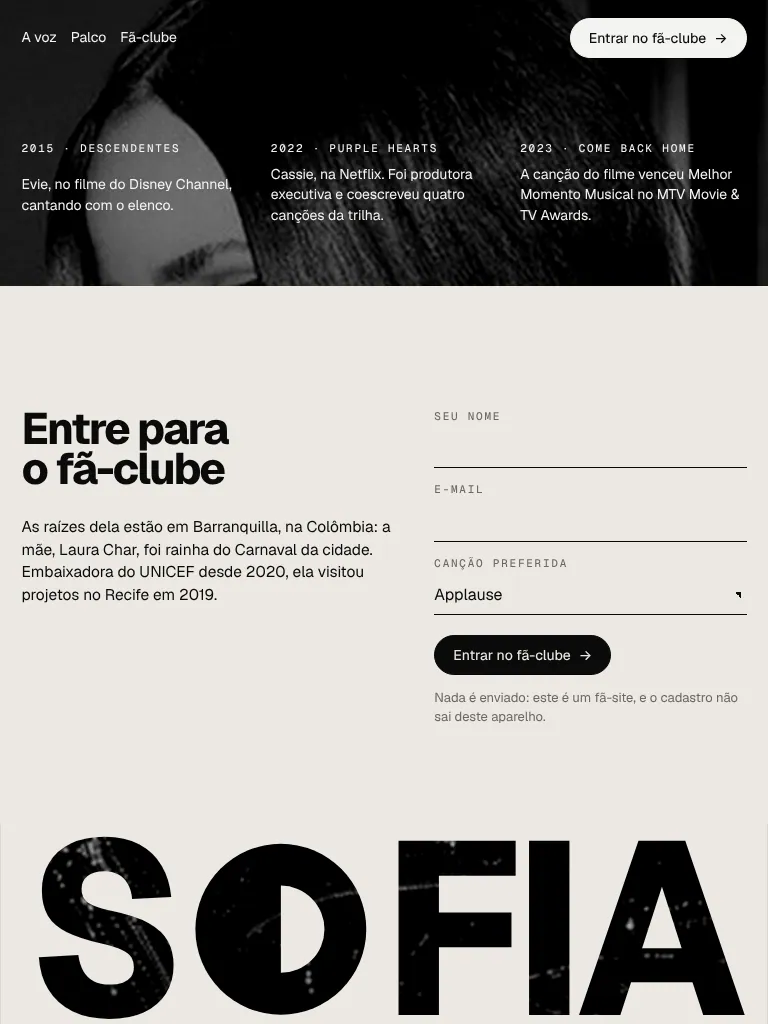 A voz Palco Fã-clube
Entrar no fã-clube →
2015 · DESCENDENTES
Evie, no filme do Disney Channel,
cantando com o elenco.
2022 · PURPLE HEARTS
Cassie, na Netflix. Foi produtora
executiva e coescreveu quatro
canções da trilha.
2023 · COME BACK HOME
A canção do filme venceu Melhor
Momento Musical no MTV Movie &
TV Awards.
Entre para
o fã-clube
As raízes dela estão em Barranquilla, na Colômbia: a
mãe, Laura Char, foi rainha do Carnaval da cidade.
Embaixadora do UNICEF desde 2020, ela visitou
projetos no Recife em 2019.
SEU NOME
E-MAIL
CANÇÃO PREFERIDA
Applause
Entrar no fã-clube →
Nada é enviado: este é um fã-site, e o cadastro não
sai deste aparelho.
SOFIA